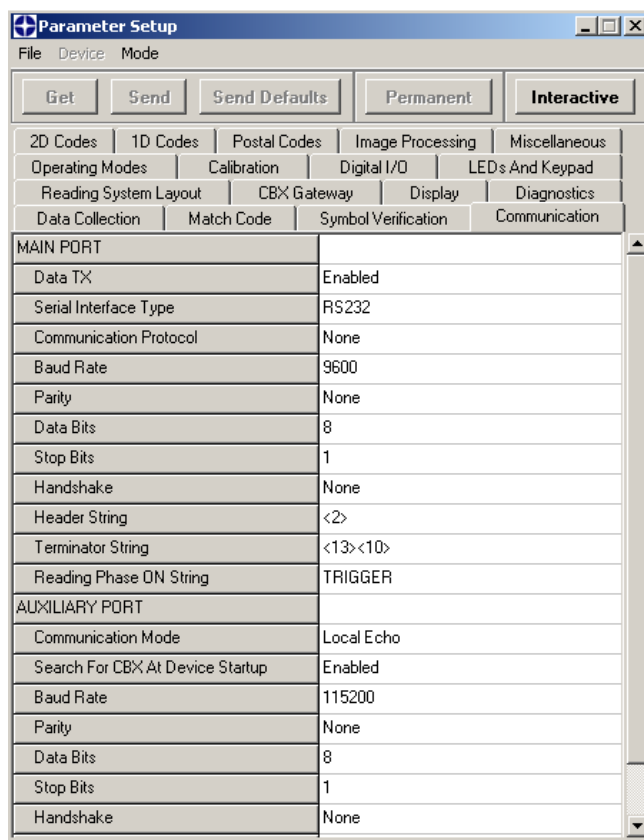 Parameter Setup
File Device Mode
Get Send Send Defaults Permanent Interactive
2D Codes 1D Codes Postal Codes Image Processing Miscellaneous
Operating Modes Calibration Digital I/O LEDs And Keypad
Reading System Layout CBX Gateway Display Diagnostics
Data Collection Match Code Symbol Verification Communication
MAIN PORT
Data TX Enabled
Serial Interface Type RS232
Communication Protocol None
Baud Rate 9600
Parity None
Data Bits 8
Stop Bits 1
Handshake None
Header String <2>
Terminator String <13><10>
Reading Phase ON String TRIGGER
AUXILIARY PORT
Communication Mode Local Echo
Search For CBX At Device Startup Enabled
Baud Rate 115200
Parity None
Data Bits 8
Stop Bits 1
Handshake None